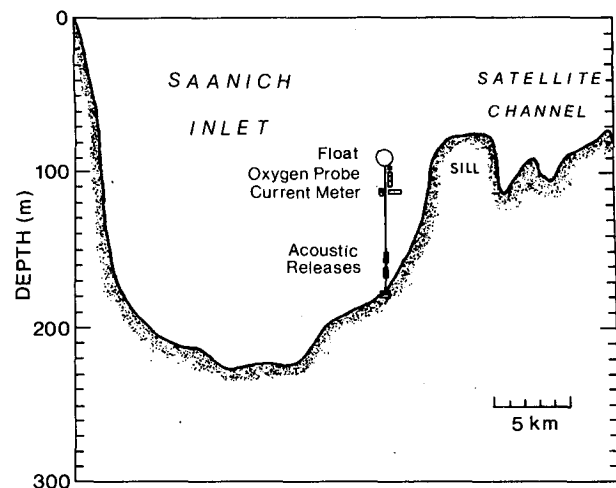 0
100
200
300
DEPTH (m)
SAANICH
INLET
SATELLITE
CHANNEL
Float
Oxygen Probe
Current Meter
SILL
Acoustic
Releases
5 km